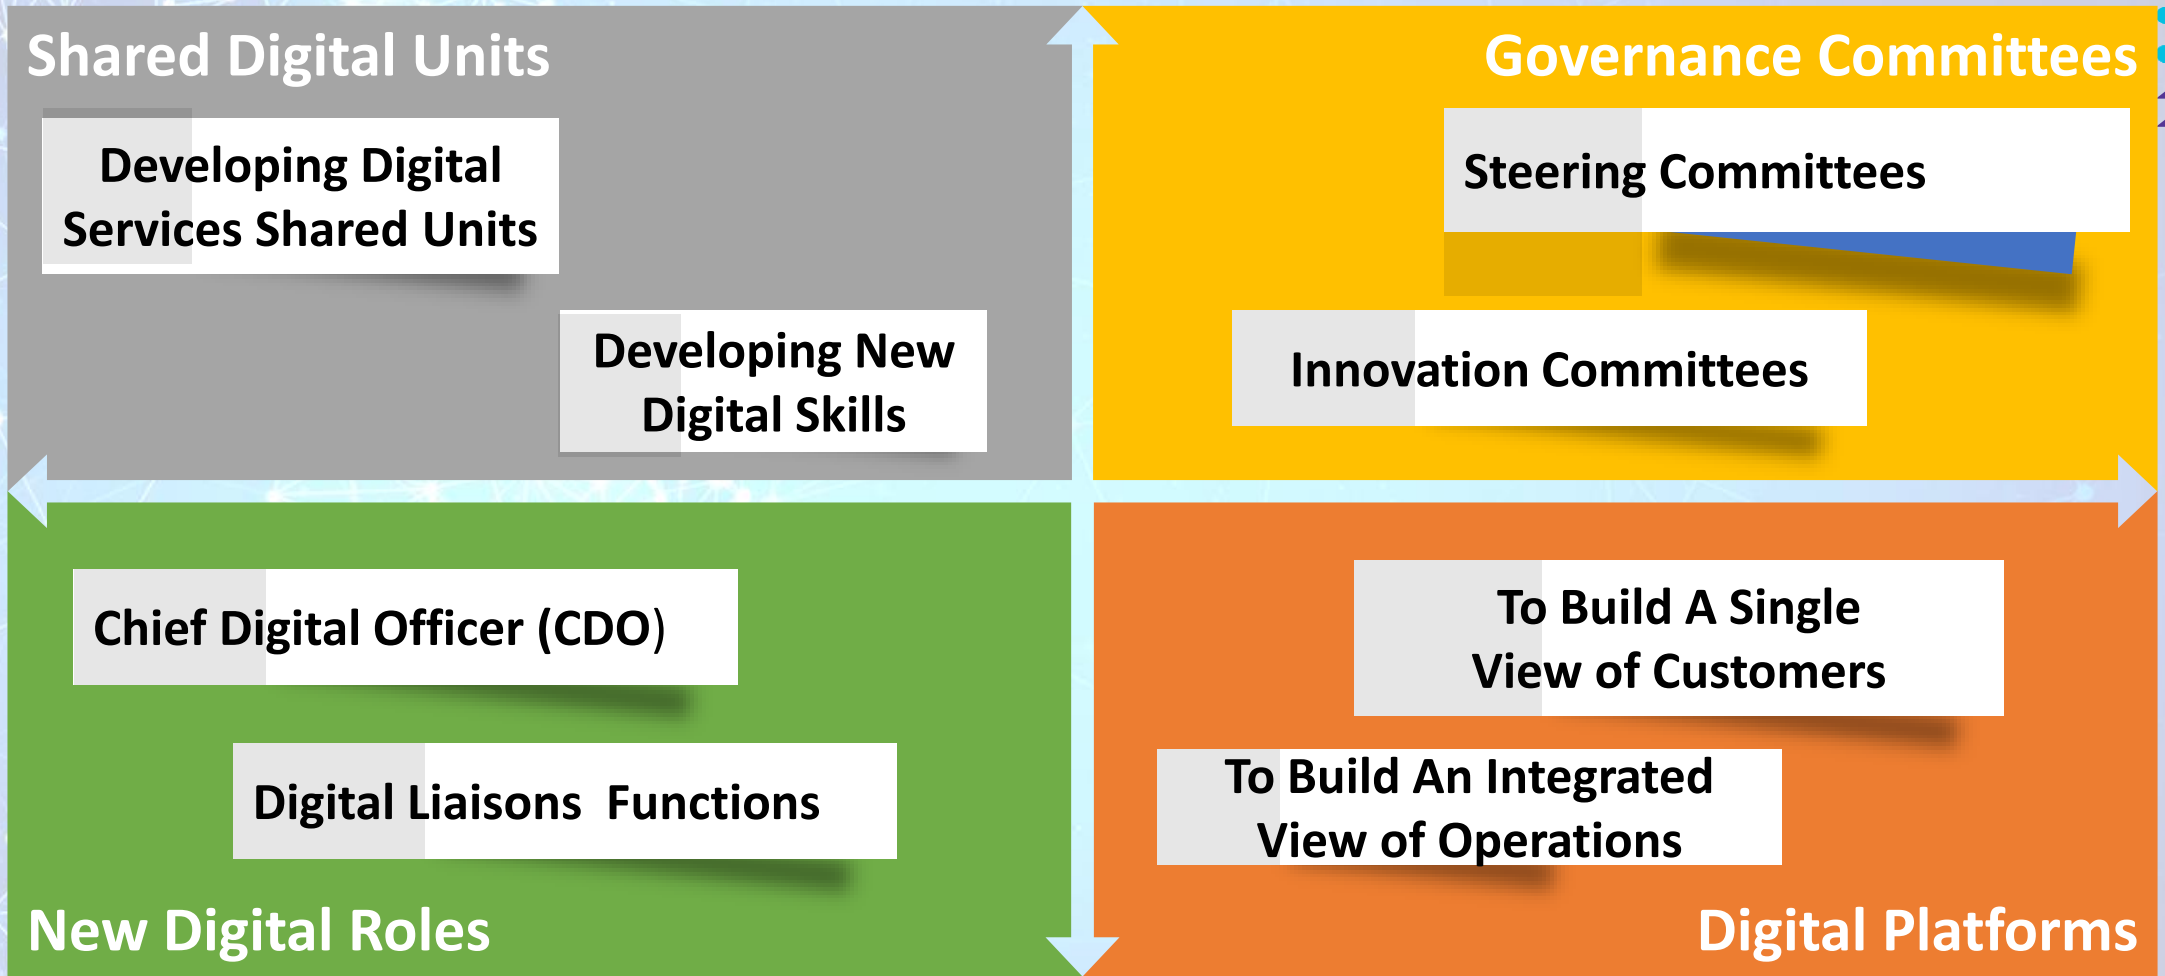 Shared Digital Units
Developing Digital
Services Shared Units
Developing New
Digital Skills
Governance Committees
Steering Committees
Innovation Committees
Chief Digital Officer (CDO)
Digital Liaisons  Functions
New Digital Roles
To Build A Single
View of Customers
To Build An Integrated
View of Operations
Digital Platforms